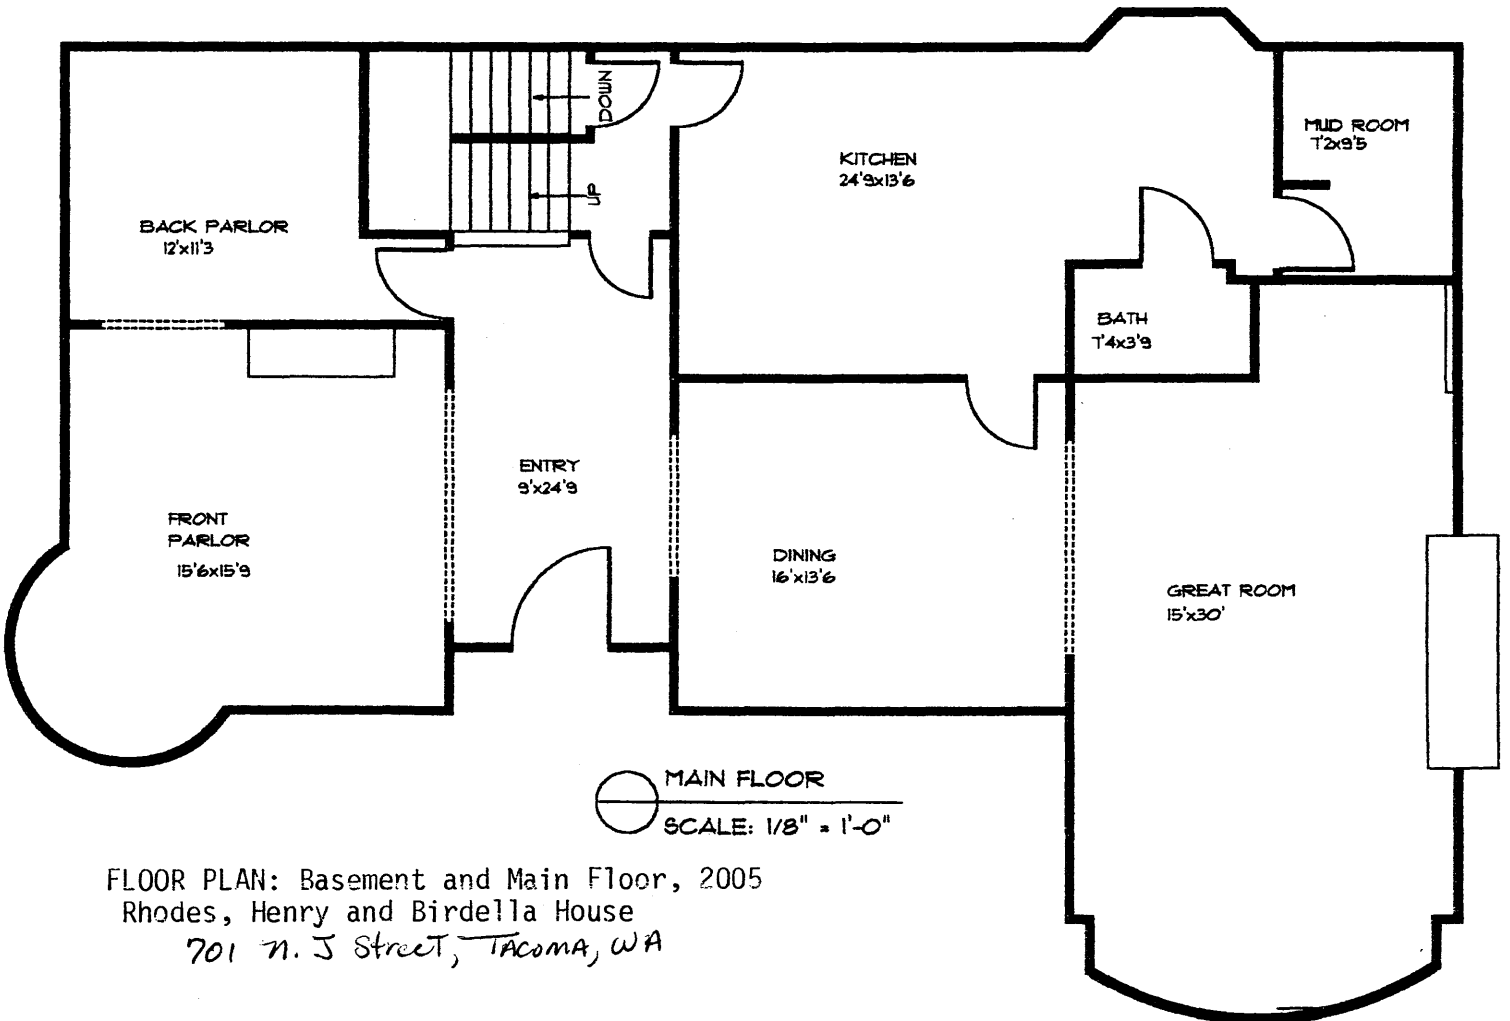 DOWN
UP
MUD ROOM
7'2x9'5
KITCHEN
24'9x13'6
BACK PARLOR
12'x11'3
BATH
7'4x3'9
ENTRY
9'x24'9
FRONT
PARLOR
15'6x15'9
DINING
16'x13'6
GREAT ROOM
15'x30'
MAIN FLOOR
SCALE: 1/8" = 1'-0"
FLOOR PLAN: Basement and Main Floor, 2005
Rhodes, Henry and Birdella House
701 N. J Street, TACOMA, WA